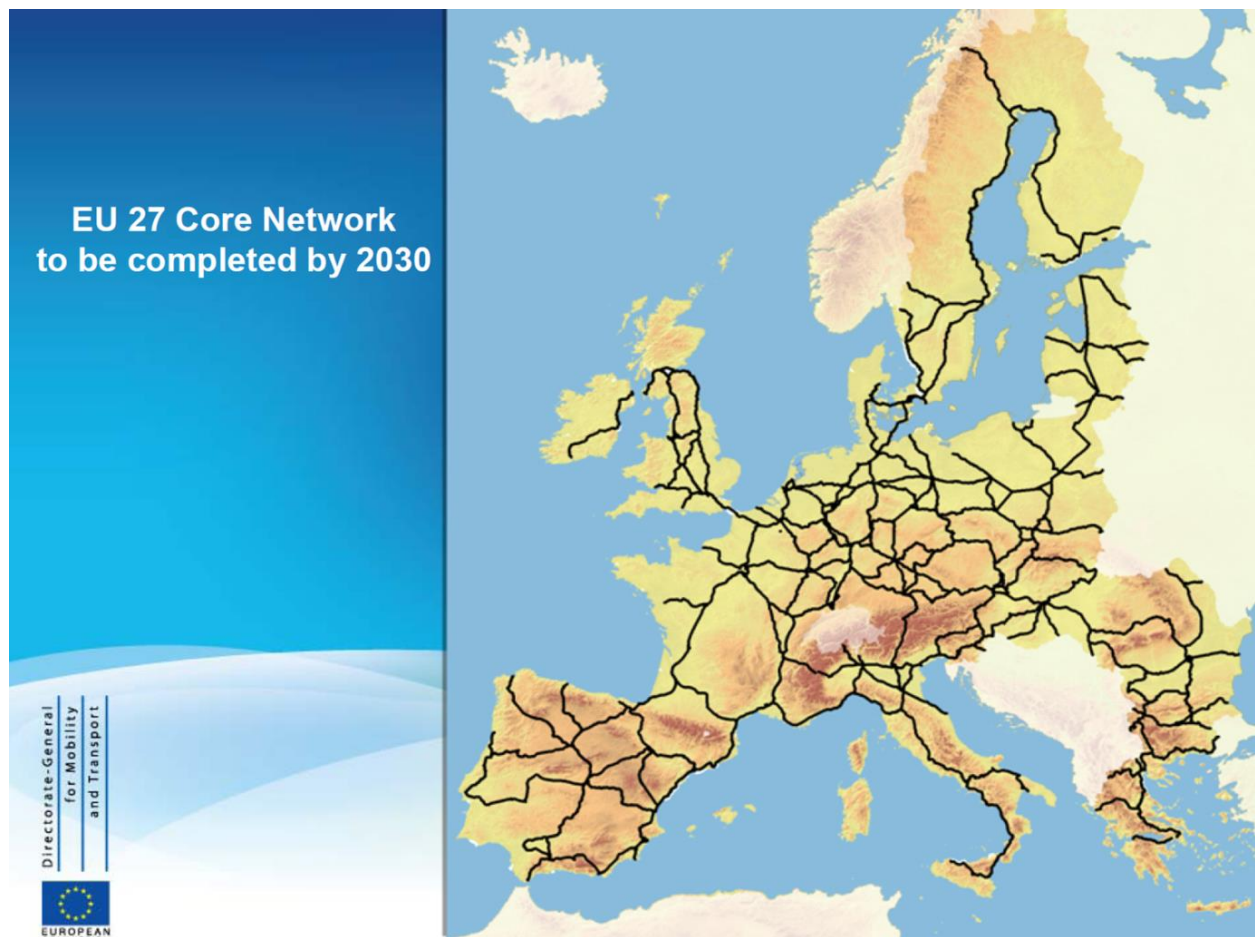 EU 27 Core Network
to be completed by 2030
Directorate-General
for Mobility
and Transport
EUROPEAN